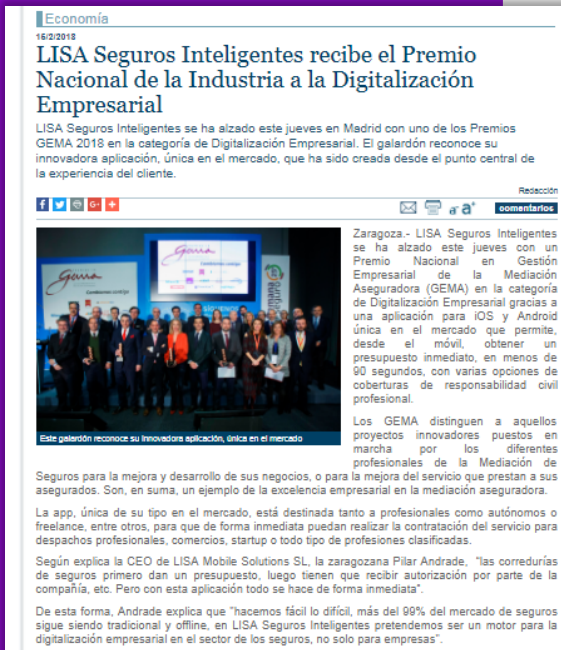 Economía
16/2/2018
LISA Seguros Inteligentes recibe el Premio
Nacional de la Industria a la Digitalización
Empresarial
LISA Seguros Inteligentes se ha alzado este jueves en Madrid con uno de los Premios
GEMA 2018 en la categoría de Digitalización Empresarial. El galardón reconoce su
innovadora aplicación, única en el mercado, que ha sido creada desde el punto central de
la experiencia del cliente.
Redacción
a a+ comentarios
Gema
Gema
Zaragoza.- LISA Seguros Inteligentes
se ha alzado este jueves con un
Premio Nacional en Gestión
Empresarial de la Mediación
Aseguradora (GEMA) en la categoría
de Digitalización Empresarial gracias a
una aplicación para iOS y Android
única en el mercado que permite,
desde el móvil, obtener un
presupuesto inmediato, en menos de
90 segundos, con varias opciones de
coberturas de responsabilidad civil
profesional.
Este galardón reconoce su innovadora aplicación, única en el mercado
Los GEMA distinguen a aquellos
proyectos innovadores puestos en
marcha por los diferentes
profesionales de la Mediación de
Seguros para la mejora y desarrollo de sus negocios, o para la mejora del servicio que prestan a sus
asegurados. Son, en suma, un ejemplo de la excelencia empresarial en la mediación aseguradora.
La app, única de su tipo en el mercado, está destinada tanto a profesionales como autónomos o
freelance, entre otros, para que de forma inmediata puedan realizar la contratación del servicio para
despachos profesionales, comercios, startup o todo tipo de profesiones clasificadas.
Según explica la CEO de LISA Mobile Solutions SL, la zaragozana Pilar Andrade, "las corredurías
de seguros primero dan un presupuesto, luego tienen que recibir autorización por parte de la
compañía, etc. Pero con esta aplicación todo se hace de forma inmediata".
De esta forma, Andrade explica que "hacemos fácil lo difícil, más del 99% del mercado de seguros
sigue siendo tradicional y offline, en LISA Seguros Inteligentes pretendemos ser un motor para la
digitalización empresarial en el sector de los seguros, no solo para empresas".